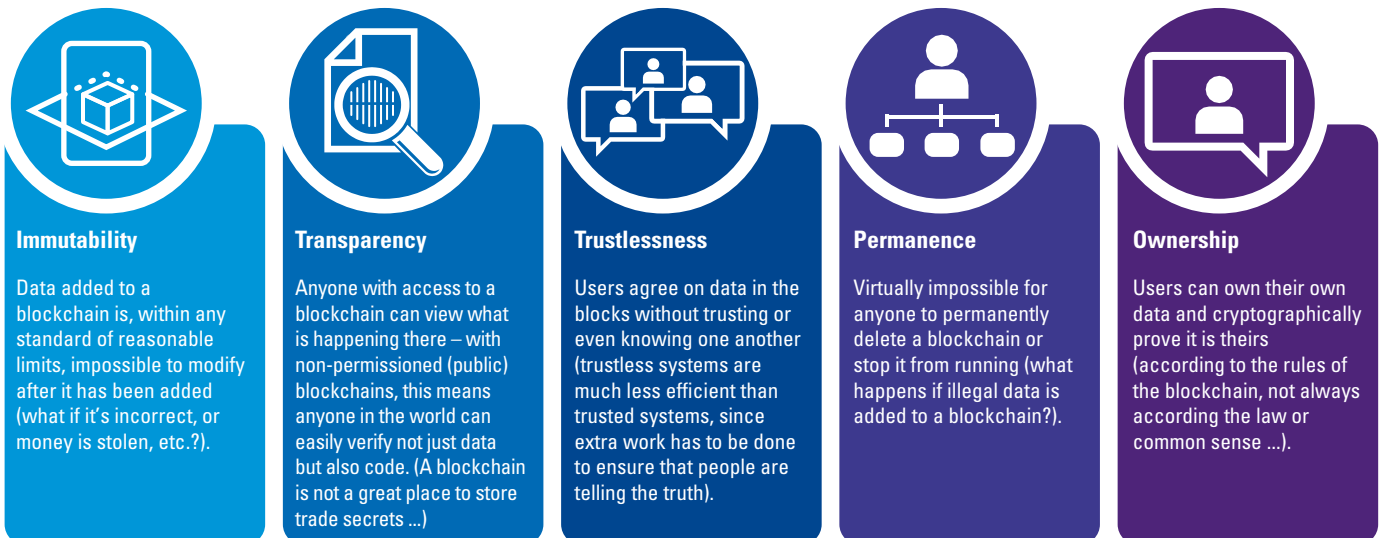 Immutability
Data added to a
blockchain is, within any
standard of reasonable
limits, impossible to modify
after it has been added
(what if it's incorrect, or
money is stolen, etc.?).
Transparency
Anyone with access to a
blockchain can view what
is happening there – with
non-permissioned (public)
blockchains, this means
anyone in the world can
easily verify not just data
but also code. (A blockchain
is not a great place to store
trade secrets ...)
Trustlessness
Users agree on data in the
blocks without trusting or
even knowing one another
(trustless systems are
much less efficient than
trusted systems, since
extra work has to be done
to ensure that people are
telling the truth).
Permanence
Virtually impossible for
anyone to permanently
delete a blockchain or
stop it from running (what
happens if illegal data is
added to a blockchain?).
Ownership
Users can own their own
data and cryptographically
prove it is theirs
(according to the rules of
the blockchain, not always
according the law or
common sense ...).